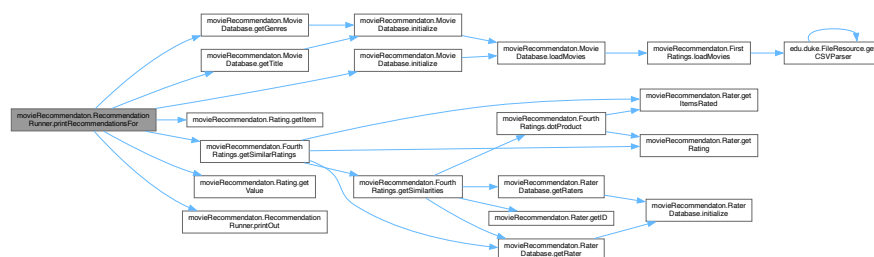 movieRecommendaton.Movie
Database.getGenres
movieRecommendaton.Movie
Database.initialize
movieRecommendaton.Movie
Database.getTitle
movieRecommendaton.Movie
Database.initialize
movieRecommendaton.Movie
Database.loadMovies
movieRecommendaton.First
Ratings.loadMovies
edu.duke.FileResource.get
CSVParser
movieRecommendaton.Recommendation
Runner.printRecommendationsFor
movieRecommendaton.Rating.getItem
movieRecommendaton.Fourth
Ratings.getSimilarRatings
movieRecommendaton.Rating.get
Value
movieRecommendaton.Recommendation
Runner.printOut
movieRecommendaton.Fourth
Ratings.getSimilarities
movieRecommendaton.Fourth
Ratings.dotProduct
movieRecommendaton.Rater.get
ItemsRated
movieRecommendaton.Rater.get
Rating
movieRecommendaton.Rater
Database.getRaters
movieRecommendaton.Rater.getID
movieRecommendaton.Rater
Database.getRater
movieRecommendaton.Rater
Database.initialize